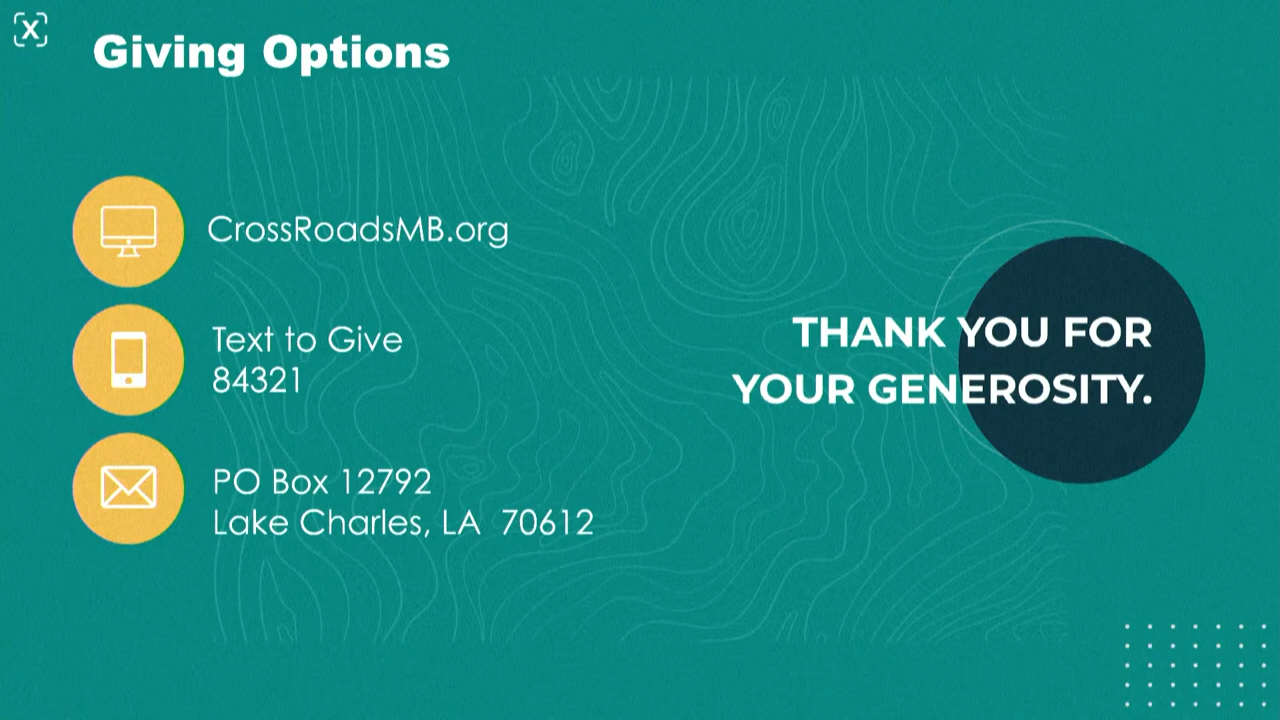 X
Giving Options
CrossRoadsMB.org
Text to Give
84321
PO Box 12792
Lake Charles, LA  70612
THANK YOU FOR
YOUR GENEROSITY.